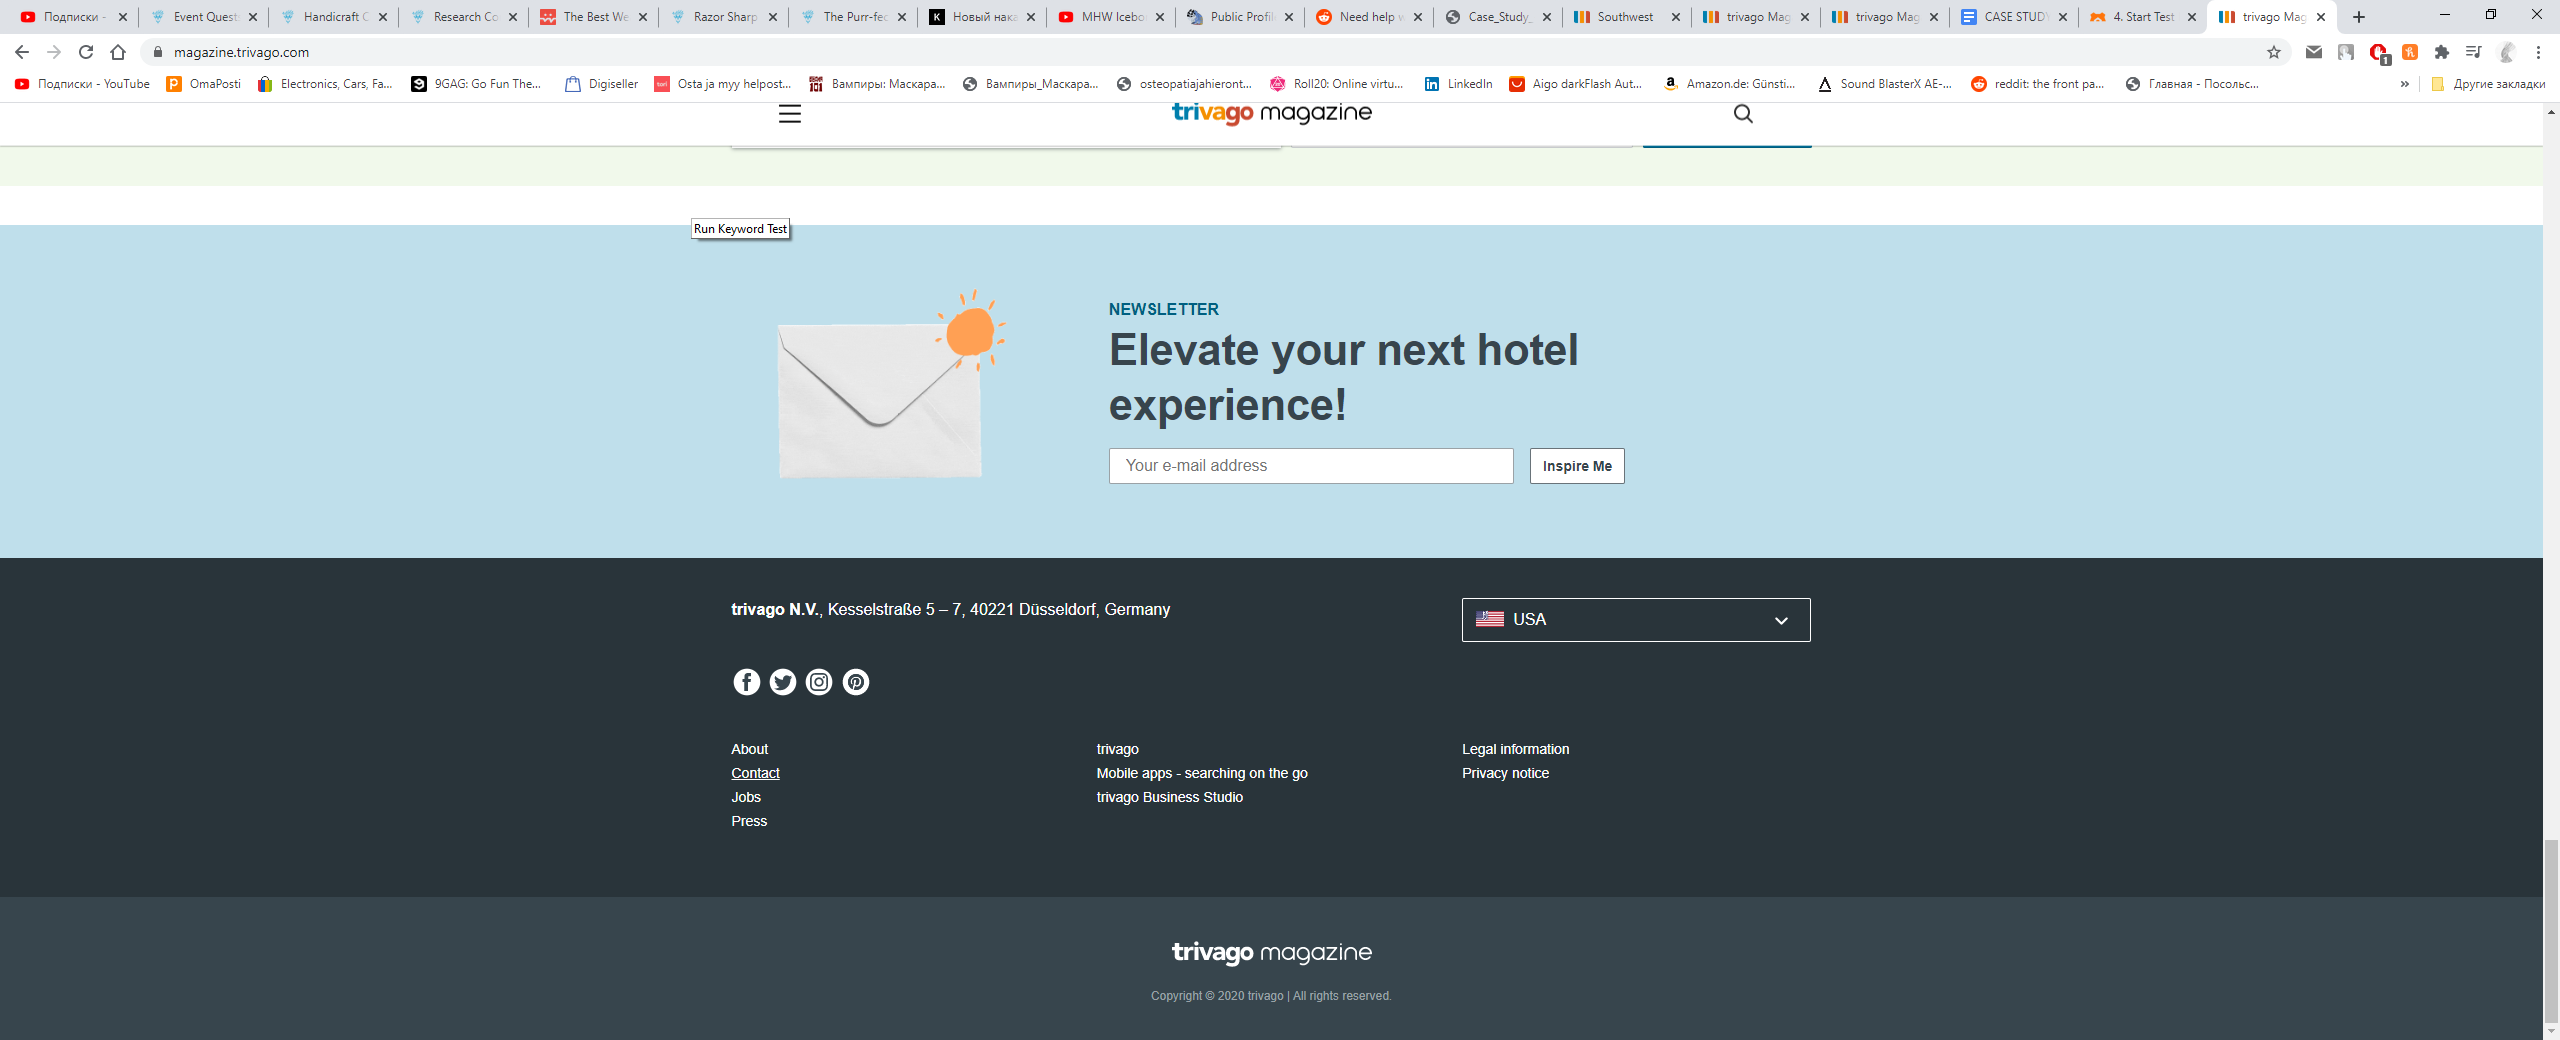 Подписки -
Event Quest
Handicraft C
Research Co
The Best We
Razor Sharp
The Purr-fec
Новый нака
MHW Icebo
Public Profil
Need help w
Case_Study_
Southwest
trivago Mag
trivago Mag
CASE STUDY
4. Start Test
trivago Mag
magazine.trivago.com
1
Подписки - YouTube
OmaPosti
Electronics, Cars, Fa...
9GAG: Go Fun The...
Digiseller
Osta ja myy helpost...
Вампиры: Маскара...
Вампиры_Маскара...
osteopatiajahieront...
Roll20: Online virtu...
LinkedIn
Aigo darkFlash Aut...
Amazon.de: Günsti...
Sound BlasterX AE-...
reddit: the front pa...
Главная - Посольс...
»
Другие закладки
trivago magazine
Run Keyword Test
NEWSLETTER
Elevate your next hotel
experience!
Your e-mail address
Inspire Me
trivago N.V., Kesselstraße 5 – 7, 40221 Düsseldorf, Germany
USA
About
Contact
Jobs
Press
trivago
Mobile apps - searching on the go
trivago Business Studio
Legal information
Privacy notice
trivago magazine
Copyright © 2020 trivago | All rights reserved.